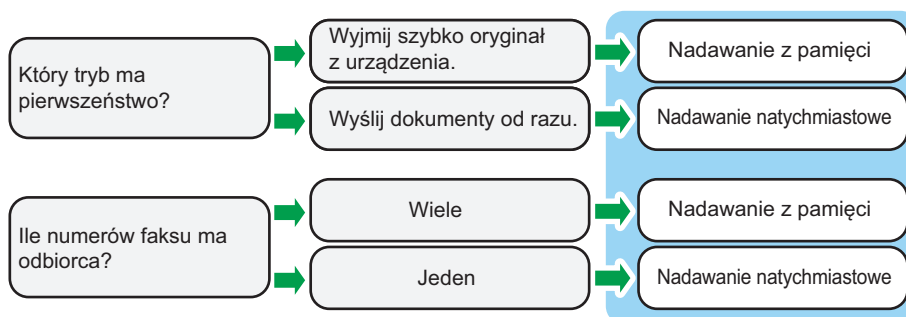 Który tryb ma
pierwszeństwo?
Wyjmij szybko oryginał
z urządzenia.
Nadawanie z pamięci
Wyślij dokumenty od razu.
Nadawanie natychmiastowe
Ile numerów faksu ma
odbiorca?
Wiele
Nadawanie z pamięci
Jeden
Nadawanie natychmiastowe